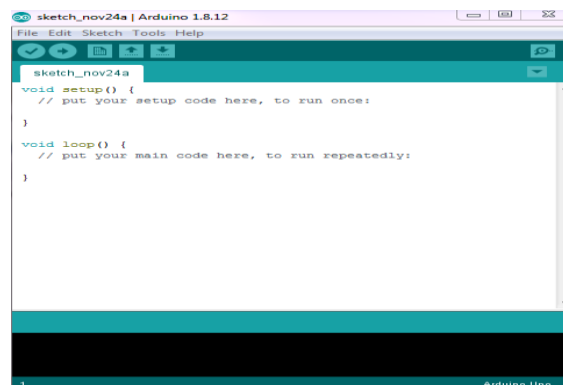 sketch_nov24a | Arduino 1.8.12
File Edit Sketch Tools Help
sketch_nov24a
void setup() {
// put your setup code here, to run once:
}
void loop() {
// put your main code here, to run repeatedly:
}
1 Arduino Uno